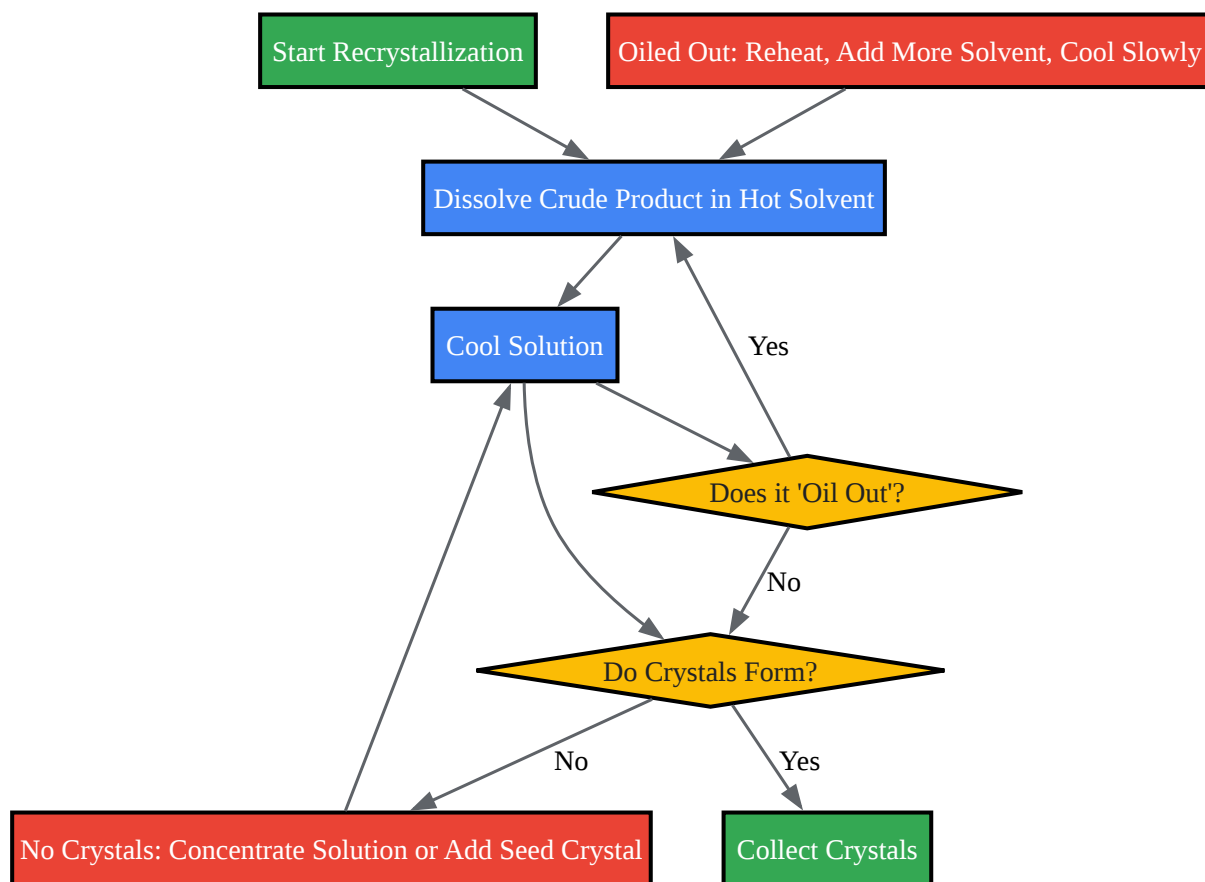 Start Recrystallization
Oiled Out: Reheat, Add More Solvent, Cool Slowly
Dissolve Crude Product in Hot Solvent
Cool Solution
Yes
Does it 'Oil Out'?
No
Do Crystals Form?
No
Yes
No Crystals: Concentrate Solution or Add Seed Crystal
Collect Crystals